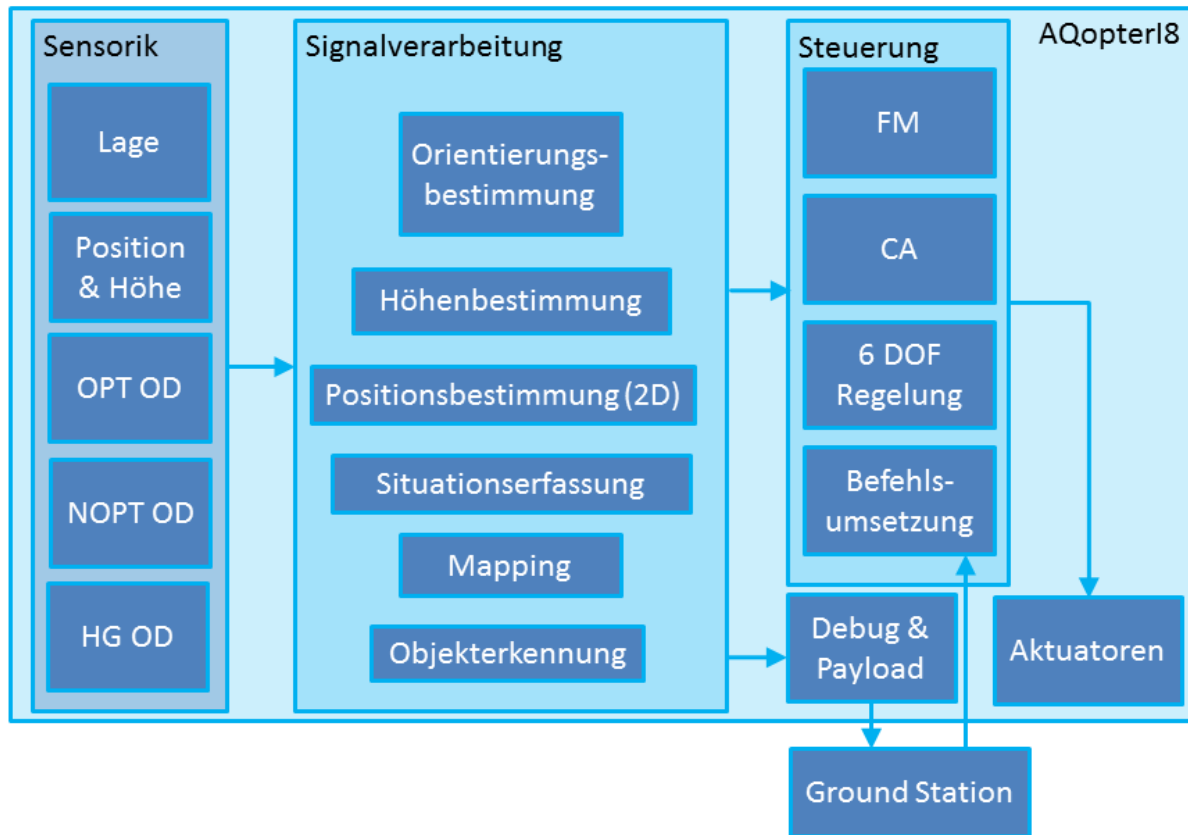 Sensorik
Lage
Position
& Höhe
OPT OD
NOPT OD
HG OD
Signalverarbeitung
Orientierungs-
bestimmung
Höhenbestimmung
Positionsbestimmung (2D)
Situationserfassung
Mapping
Objekterkennung
Steuerung
FM
CA
6 DOF
Regelung
Befehls-
umsetzung
Debug &
Payload
AQopterI8
Aktuatoren
Ground Station